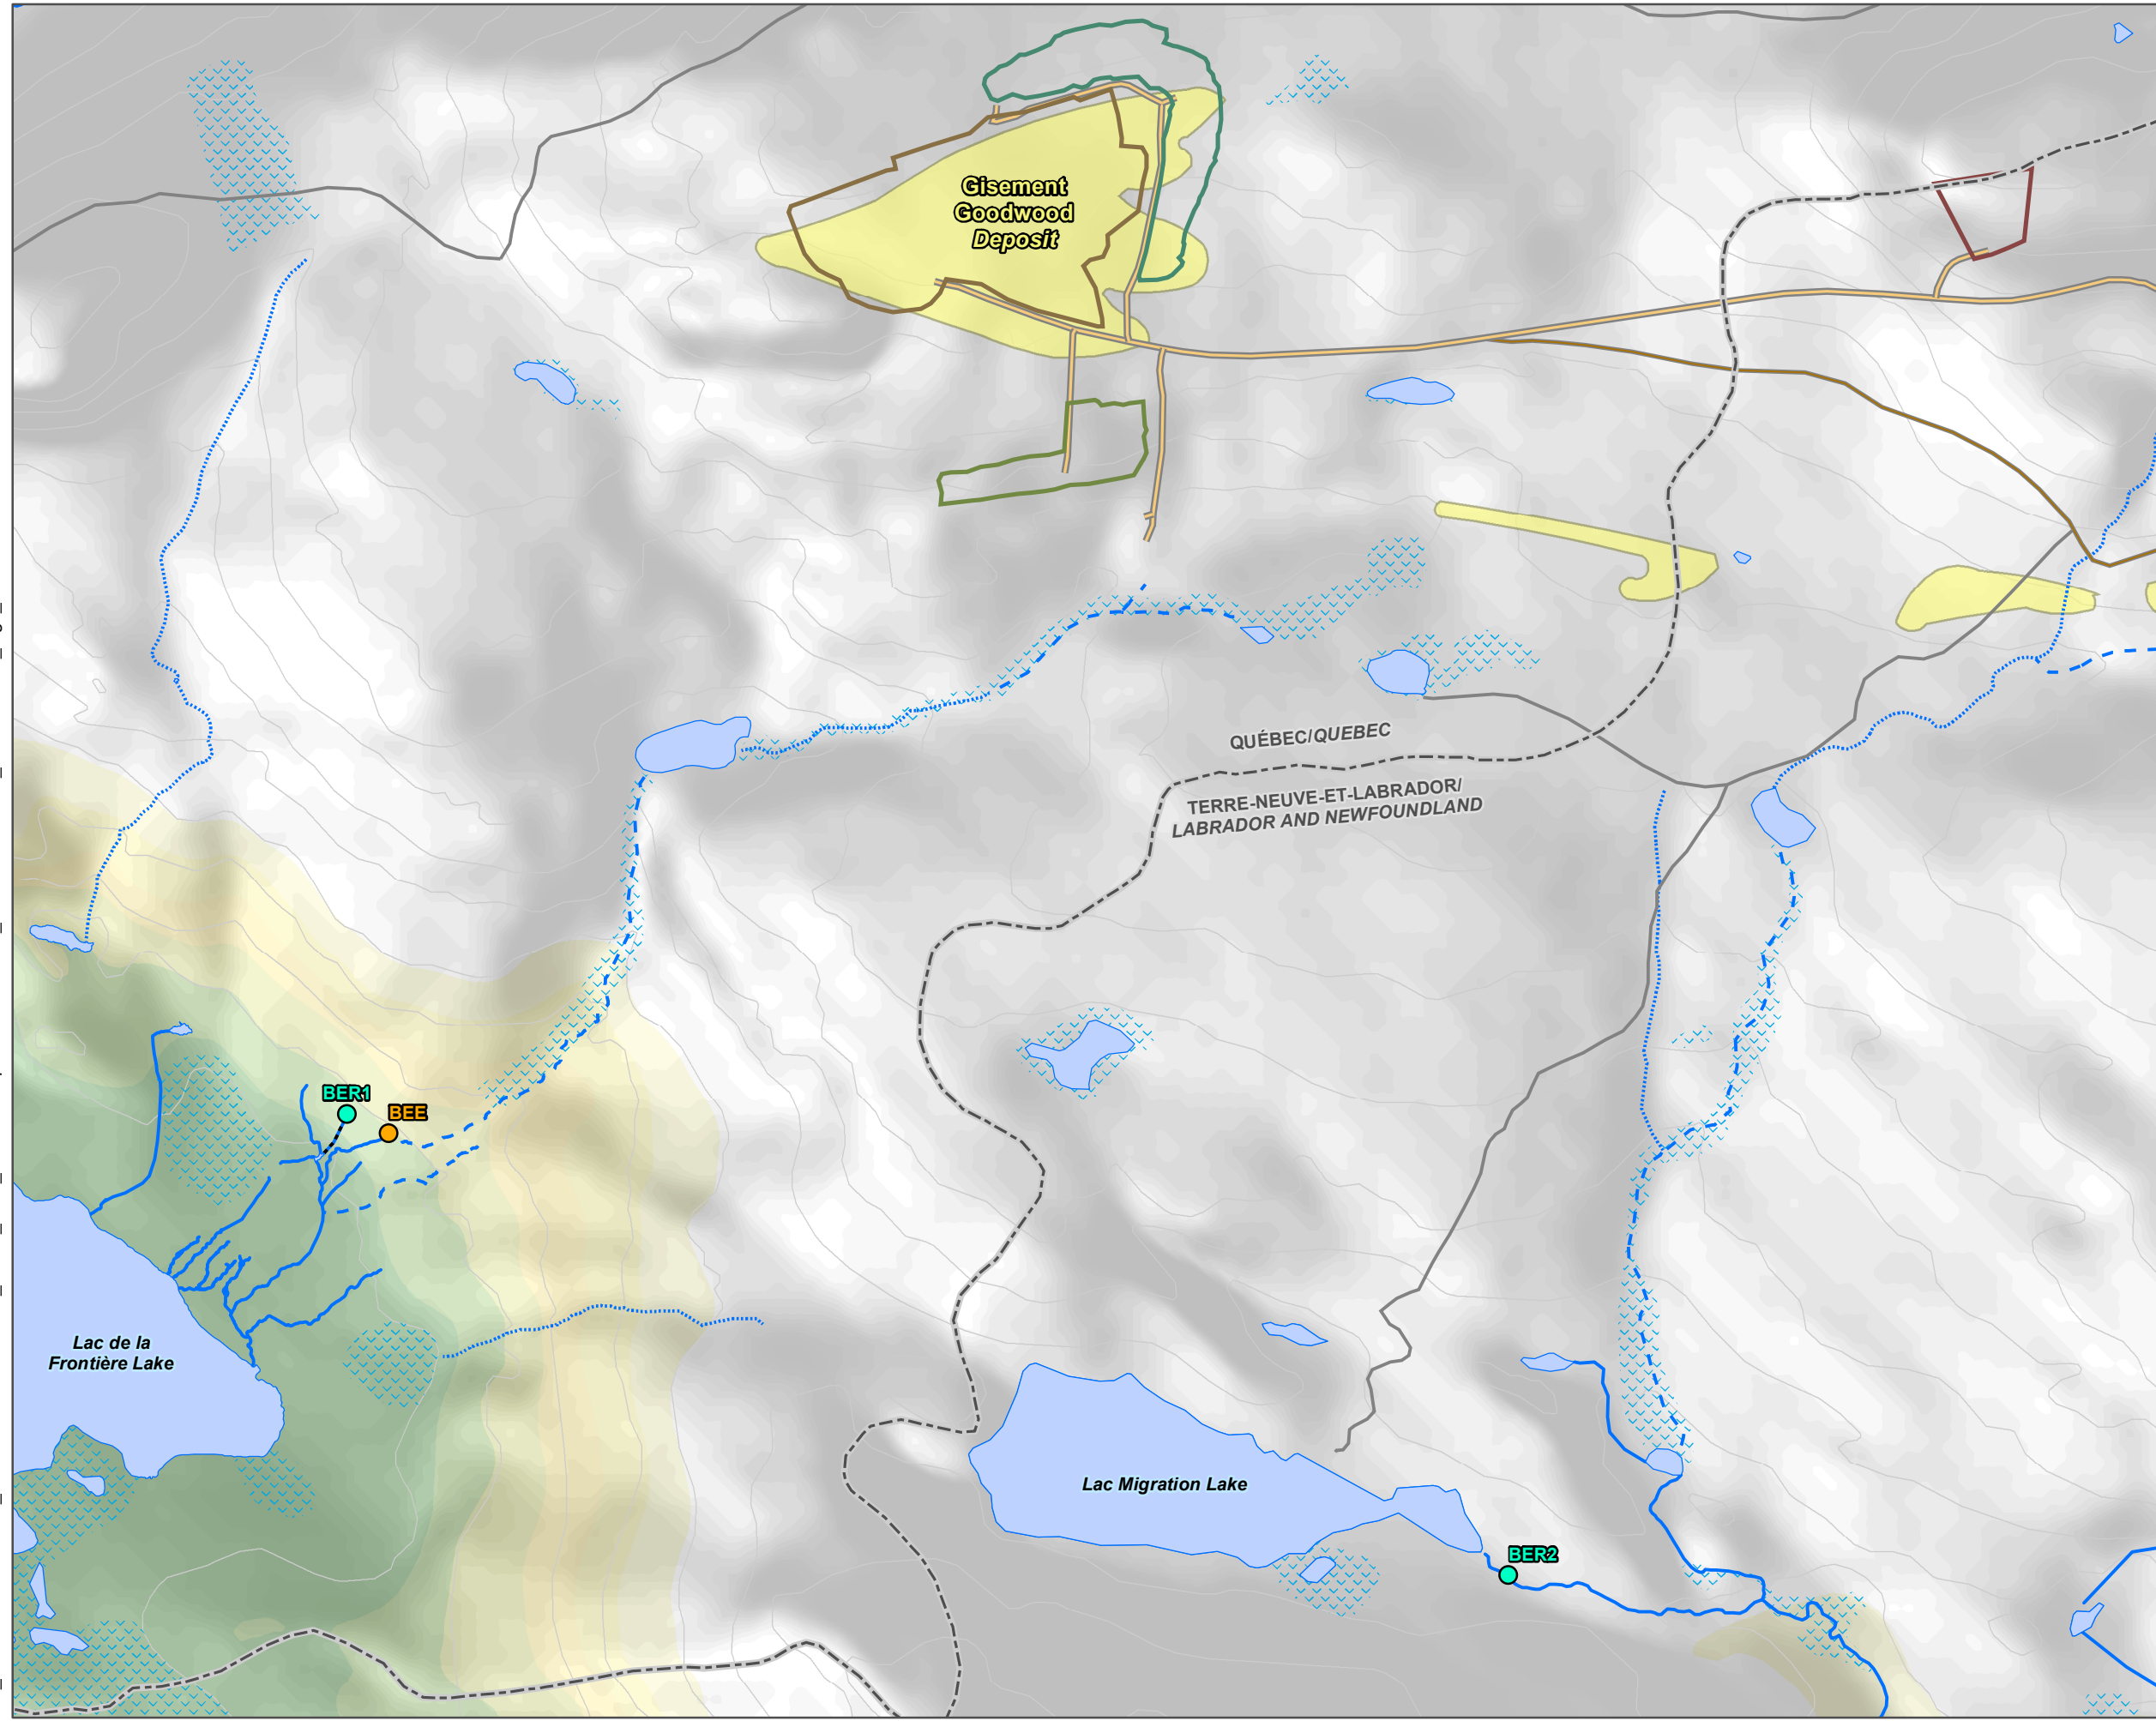 Gisement
Goodwood
Deposit
QUÉBEC/QUEBEC
TERRE-NEUVE-ET-LABRADOR/
LABRADOR AND NEWFOUNDLAND
BER1
BEE
Lac de la
Frontière Lake
Lac Migration Lake
BER2